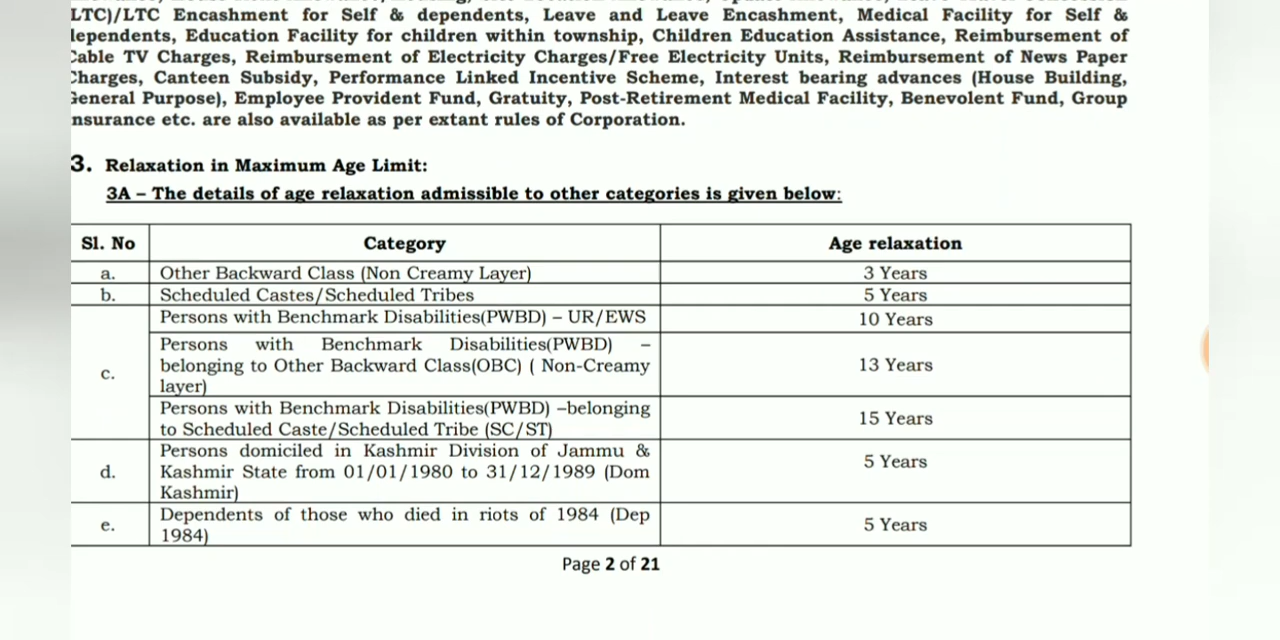 LTC)/LTC Encashment for Self & dependents, Leave and Leave Encashment, Medical Facility for Self &
lependents, Education Facility for children within township, Children Education Assistance, Reimbursement of
Cable TV Charges, Reimbursement of Electricity Charges/Free Electricity Units, Reimbursement of News Paper
Charges, Canteen Subsidy, Performance Linked Incentive Scheme, Interest bearing advances (House Building,
General Purpose), Employee Provident Fund, Gratuity, Post-Retirement Medical Facility, Benevolent Fund, Group
nsurance etc. are also available as per extant rules of Corporation.
3. Relaxation in Maximum Age Limit:
3A – The details of age relaxation admissible to other categories is given below:
Sl. No Category Age relaxation
a. Other Backward Class (Non Creamy Layer) 3 Years
b. Scheduled Castes/Scheduled Tribes 5 Years
c. Persons with Benchmark Disabilities(PWBD) – UR/EWS 10 Years
Persons with Benchmark Disabilities(PWBD) –
belonging to Other Backward Class(OBC) ( Non-Creamy
layer) 13 Years
Persons with Benchmark Disabilities(PWBD) –belonging
to Scheduled Caste/Scheduled Tribe (SC/ST) 15 Years
d. Persons domiciled in Kashmir Division of Jammu &
Kashmir State from 01/01/1980 to 31/12/1989 (Dom
Kashmir) 5 Years
e. Dependents of those who died in riots of 1984 (Dep
1984) 5 Years
Page 2 of 21